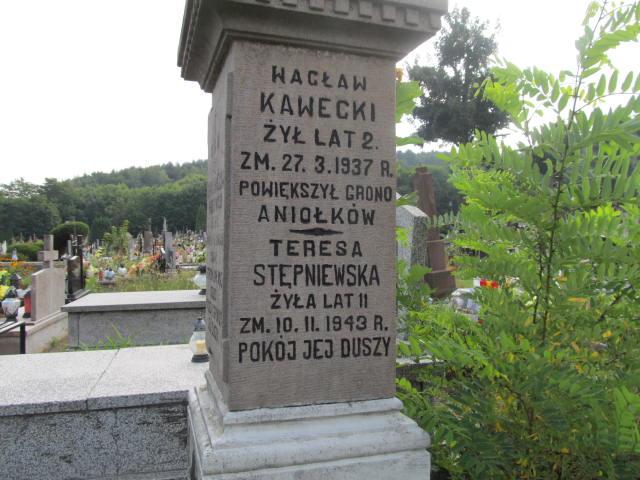 WACŁAW
KAWECKI
ŻYŁ LAT 2.
ZM. 27. 3. 1937 R.
POWIĘKSZYŁ GRONO
ANIOŁKÓW
TERESA
STĘPNIEWSKA
ŻYŁA LAT 11
ZM. 10. 11. 1943 R.
POKÓJ JEJ DUSZY